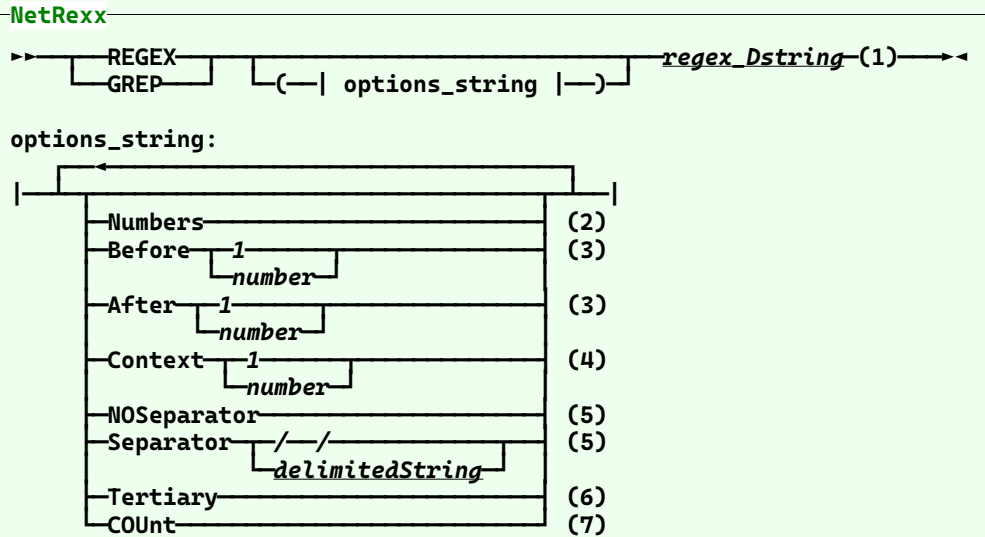 NetRexx
REGEX regex_Dstring (1)
GREP ( | options_string | )
options_string:
Numbers (2)
Before 1 (3)
number
After 1 (3)
number
Context 1 (4)
number
NOSeparator (5)
Separator / / (5)
delimitedString
Tertiary (6)
COUnt (7)